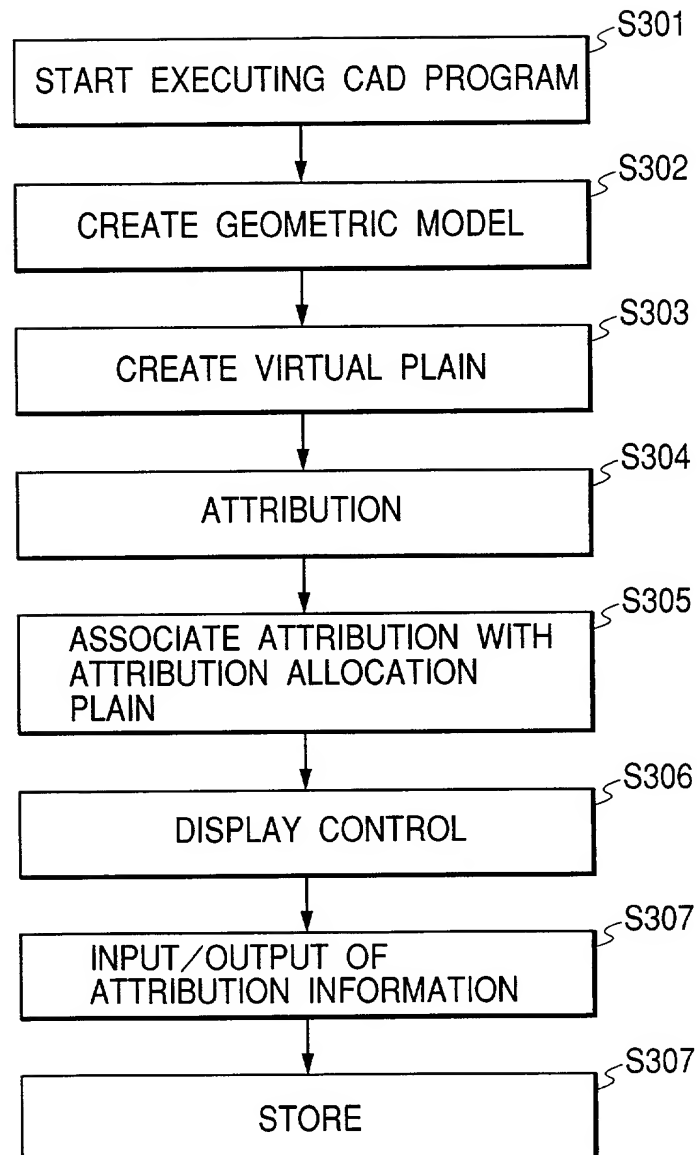 S301
START EXECUTING CAD PROGRAM
S302
CREATE GEOMETRIC MODEL
S303
CREATE VIRTUAL PLAIN
S304
ATTRIBUTION
S305
ASSOCIATE ATTRIBUTION WITH
ATTRIBUTION ALLOCATION
PLAIN
S306
DISPLAY CONTROL
S307
INPUT/OUTPUT OF
ATTRIBUTION INFORMATION
S307
STORE